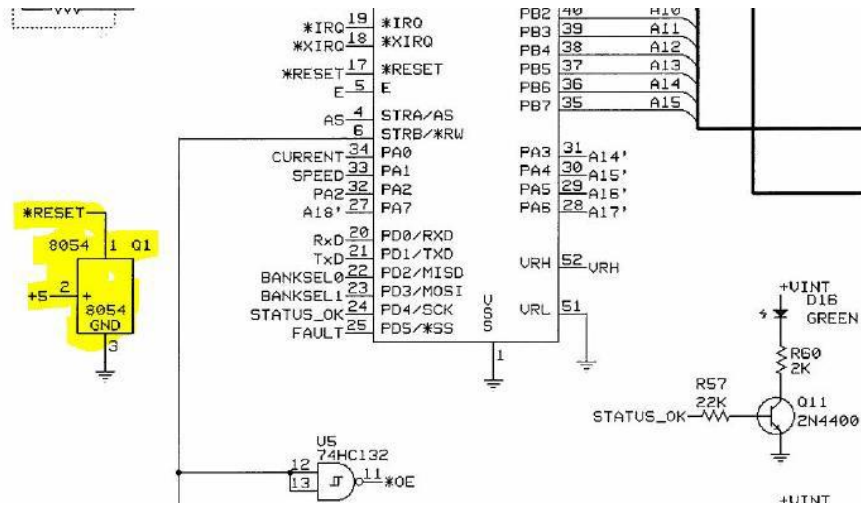 *IRQ 19 *IRQ
*XIRQ 18 *XIRQ
*RESET 17 *RESET
E 5 E
AS 4 STRA/AS
6 STRB/*RW
CURRENT 34 PA0
SPEED 33 PA1
PA2 32 PA2
A18' 27 PA7
RxD 20 PD0/RXD
TxD 21 PD1/TXD
BANKSEL0 22 PD2/MISD
BANKSEL1 23 PD3/MOSI
STATUS_OK 24 PD4/SCK
FAULT 25 PD5/*SS
VSS
1
PB2 40 A10
PB3 39 A11
PB4 38 A12
PB5 37 A13
PB6 36 A14
PB7 35 A15
PA3 31 A14'
PA4 30 A15'
PA5 29 A16'
PA6 28 A17'
VRH 52 VRH
VRL 51
*RESET
8054 1 Q1
+5 2 +
8054
GND
3
U5
74HC132
12
13
11 *OE
+VINT
D16
GREEN
R60
2K
R57
22K
Q11
2N4400
STATUS_OK
+VINT